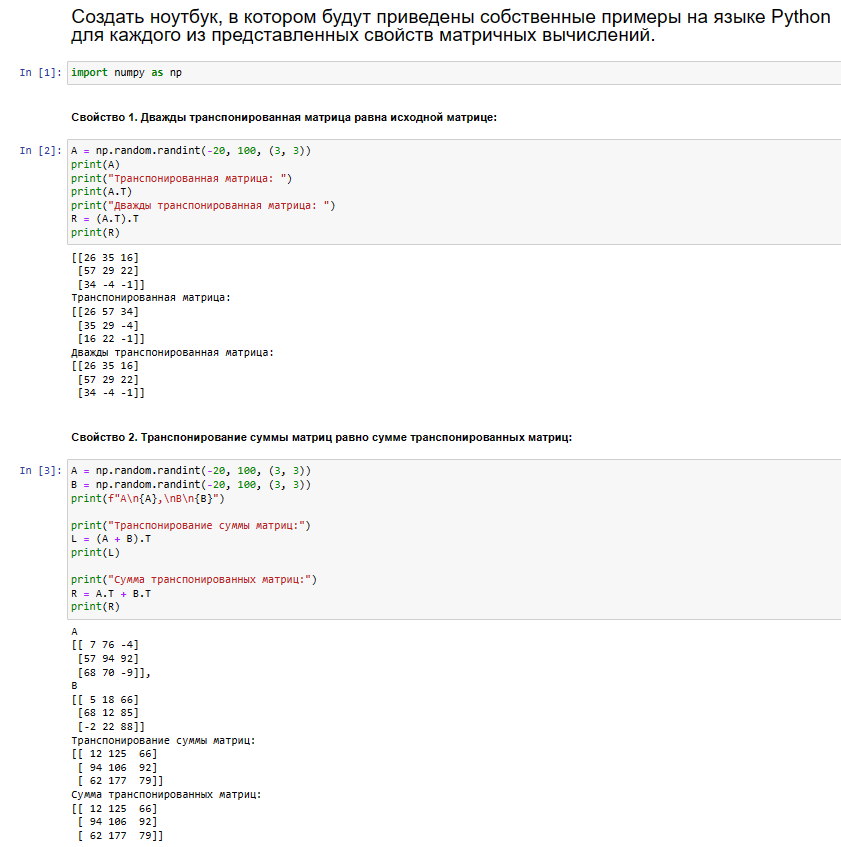 Создать ноутбук, в котором будут приведены собственные примеры на языке Python
для каждого из представленных свойств матричных вычислений.
In [1]: import numpy as np
Свойство 1. Дважды транспонированная матрица равна исходной матрице:
In [2]: A = np.random.randint(-20, 100, (3, 3))
print(A)
print("Транспонированная матрица: ")
print(A.T)
print("Дважды транспонированная матрица: ")
R = (A.T).T
print(R)
[[26 35 16]
 [57 29 22]
 [34 -4 -1]]
Транспонированная матрица:
[[26 57 34]
 [35 29 -4]
 [16 22 -1]]
Дважды транспонированная матрица:
[[26 35 16]
 [57 29 22]
 [34 -4 -1]]
Свойство 2. Транспонирование суммы матриц равно сумме транспонированных матриц:
In [3]: A = np.random.randint(-20, 100, (3, 3))
B = np.random.randint(-20, 100, (3, 3))
print(f"A\n{A},\nB\n{B}")
print("Транспонирование суммы матриц:")
L = (A + B).T
print(L)
print("Сумма транспонированных матриц:")
R = A.T + B.T
print(R)
A
[[ 7 76 -4]
 [57 94 92]
 [68 70 -9]],
B
[[ 5 18 66]
 [68 12 85]
 [-2 22 88]]
Транспонирование суммы матриц:
[[ 12 125  66]
 [ 94 106  92]
 [ 62 177  79]]
Сумма транспонированных матриц:
[[ 12 125  66]
 [ 94 106  92]
 [ 62 177  79]]